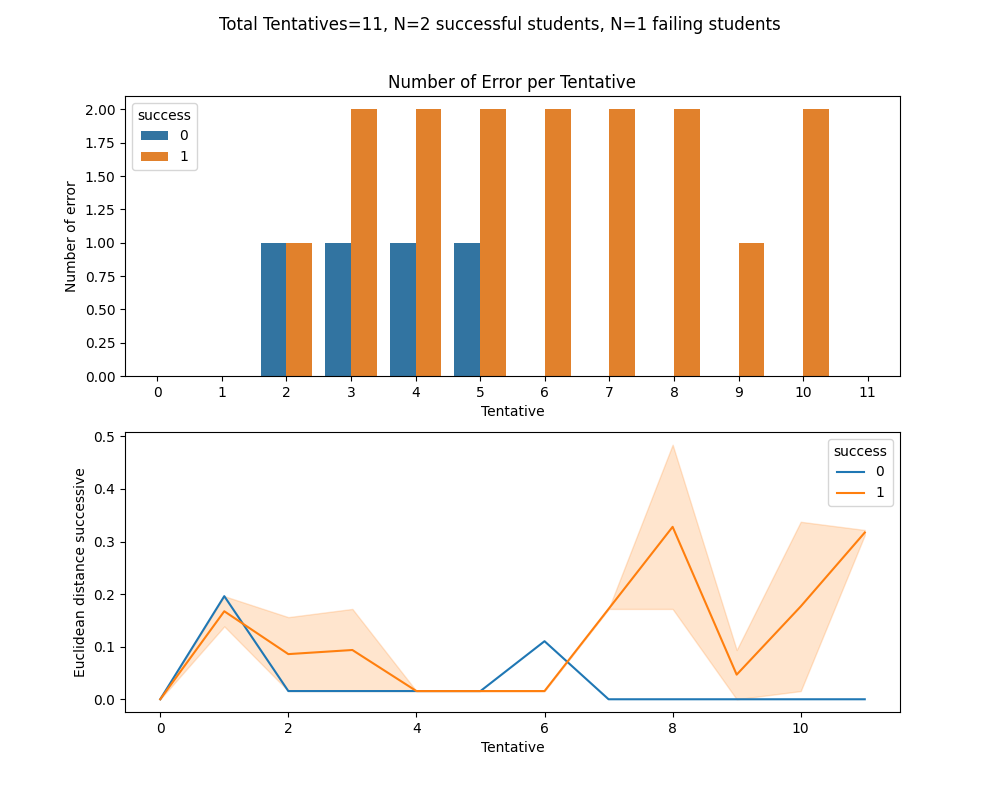 Total Tentatives=11, N=2 successful students, N=1 failing students
Number of Error per Tentative
success
0
1
2.00
1.75
1.50
1.25
1.00
0.75
0.50
0.25
0.00
Number of error
0 1 2 3 4 5 6 7 8 9 10 11
Tentative
success
0
1
0.5
0.4
0.3
0.2
0.1
0.0
Euclidean distance successive
0 2 4 6 8 10
Tentative